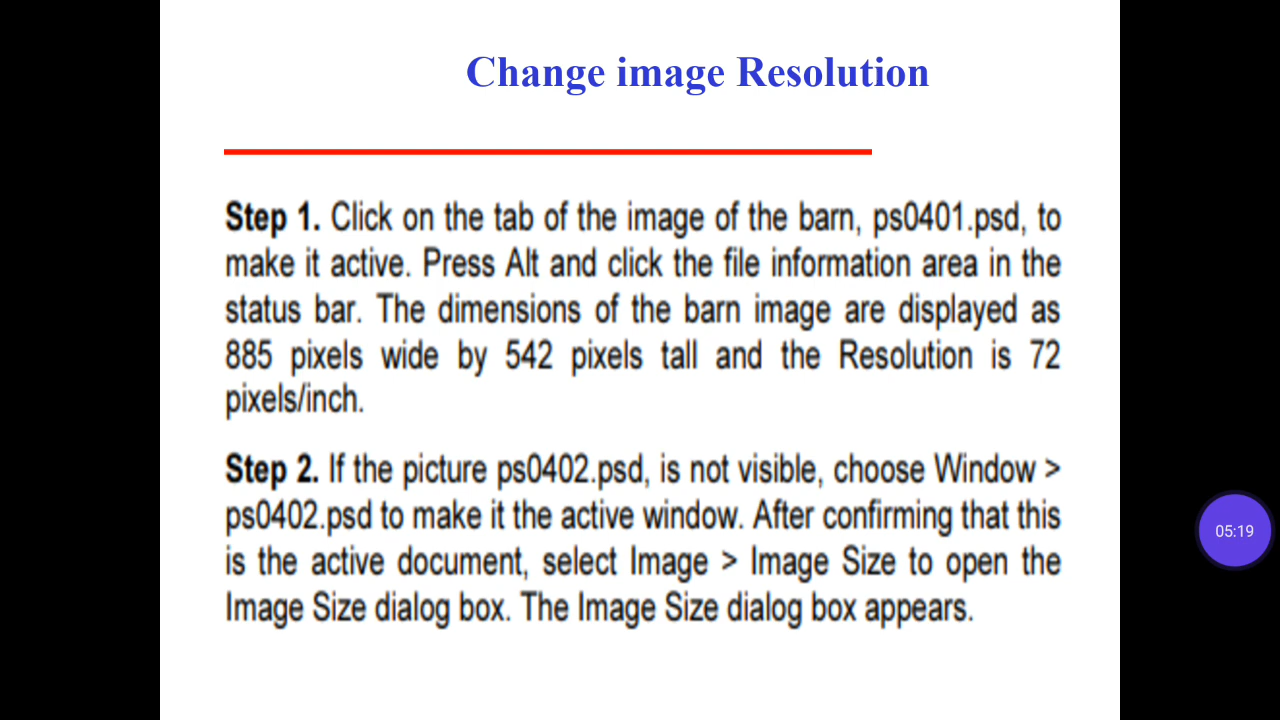 Change image Resolution
Step 1. Click on the tab of the image of the barn, ps0401.psd, to
make it active. Press Alt and click the file information area in the
status bar. The dimensions of the barn image are displayed as
885 pixels wide by 542 pixels tall and the Resolution is 72
pixels/inch.
Step 2. If the picture ps0402.psd, is not visible, choose Window >
ps0402.psd to make it the active window. After confirming that this
is the active document, select Image > Image Size to open the
Image Size dialog box. The Image Size dialog box appears.
05:19